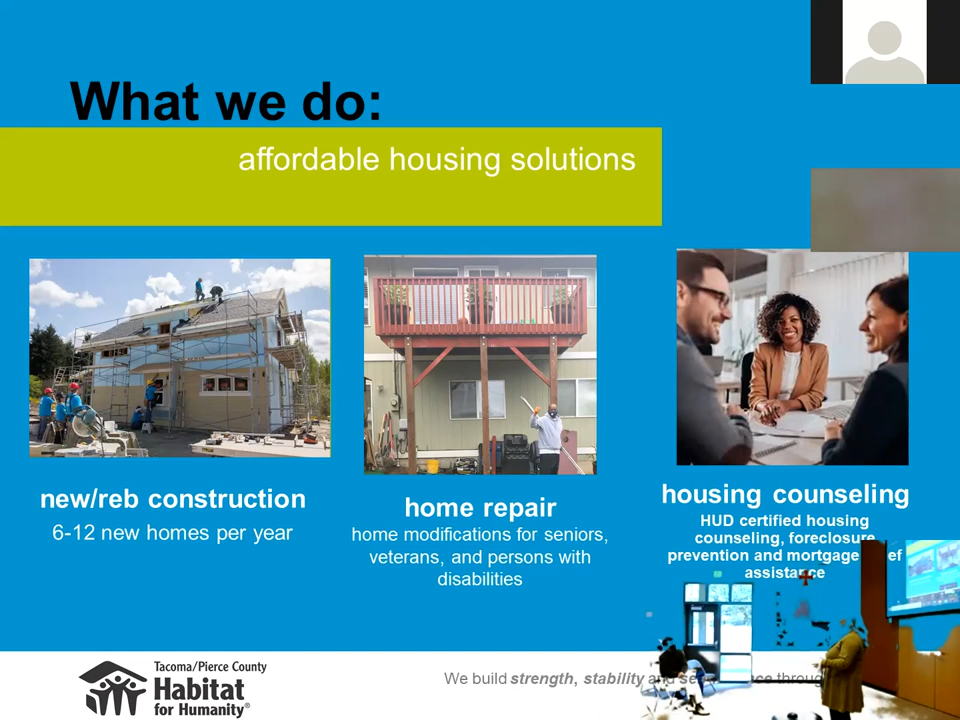 What we do:
affordable housing solutions
new/reb construction
6-12 new homes per year
home repair
home modifications for seniors,
veterans, and persons with
disabilities
housing counseling
HUD certified housing
counseling, foreclosure
prevention and mortgage
assistance
Tacoma/Pierce County
Habitat
for Humanity®
We build strength, stability and